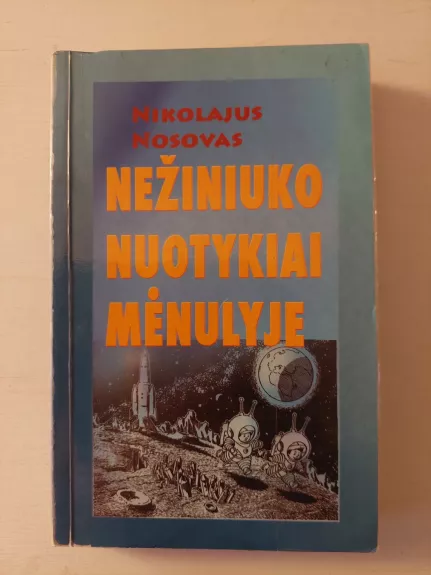 NIKOLAJUS
NOSOVAS
NEŽINIUKO
NUOTYKIAI
MĖNULYJE